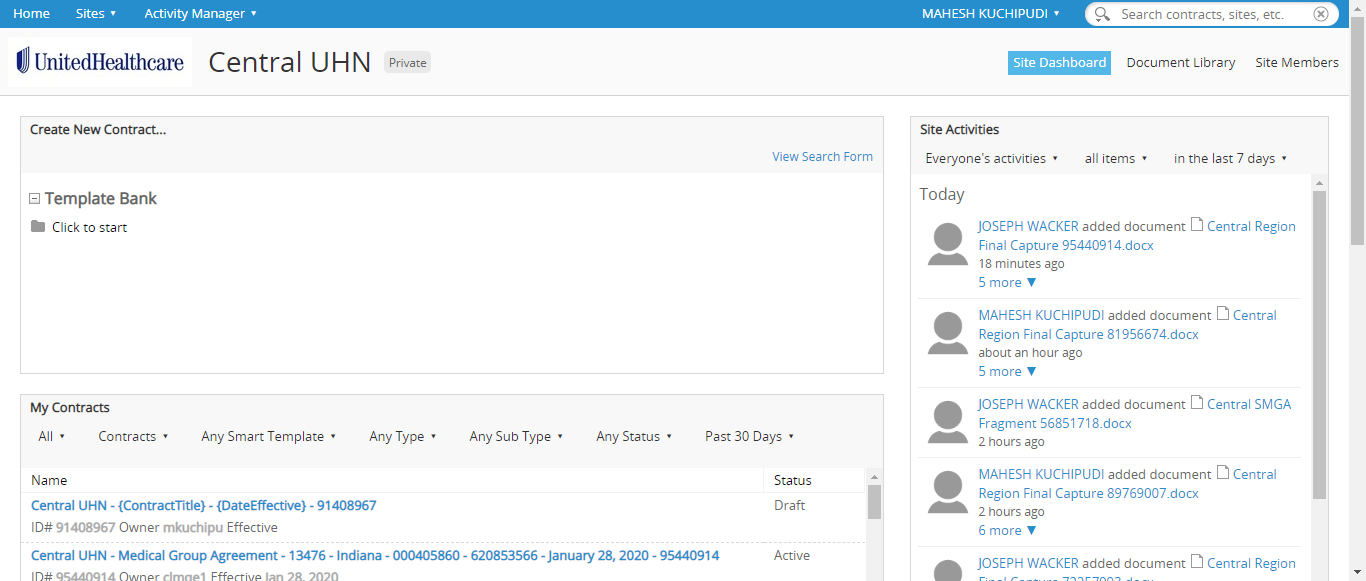 Home Sites Activity Manager MAHESH KUCHIPUDI Search contracts, sites, etc.
UnitedHealthcare Central UHN Private Site Dashboard Document Library Site Members
Create New Contract...
View Search Form
Template Bank
Click to start
My Contracts
All Contracts Any Smart Template Any Type Any Sub Type Any Status Past 30 Days
Name Status
Central UHN - {ContractTitle} - {DateEffective} - 91408967 Draft
ID# 91408967 Owner mkuchipu Effective
Central UHN - Medical Group Agreement - 13476 - Indiana - 000405860 - 620833566 - January 28, 2020 - 95440914 Active
ID# 95440914 Owner clmge1 Effective Jan 28, 2020
Site Activities
Everyone's activities all items in the last 7 days
Today
JOSEPH WACKER added document Central Region
Final Capture 95440914.docx
18 minutes ago
5 more ▼
MAHESH KUCHIPUDI added document Central
Region Final Capture 81956674.docx
about an hour ago
5 more ▼
JOSEPH WACKER added document Central SMGA
Fragment 56851718.docx
2 hours ago
MAHESH KUCHIPUDI added document Central
Region Final Capture 89769007.docx
2 hours ago
6 more ▼
JOSEPH WACKER added document Central Region
Final Capture 72257003.docx